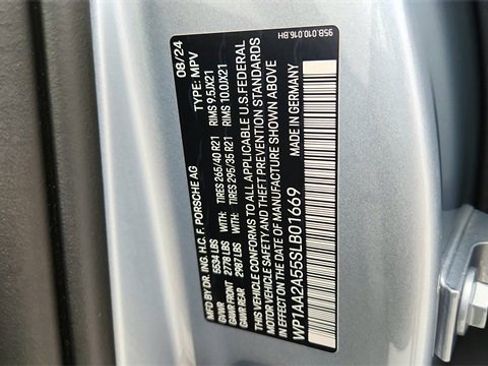 95B.010.016.BH
08/24 TYPE: MPV
MFD BY DR. ING. H.C. F. PORSCHE AG
GVWR 5534 LBS
GAWR FRONT 2778 LBS WITH TIRES 265/40 R21 RIMS 9.5JX21
GAWR REAR 2987 LBS WITH TIRES 295/35 R21 RIMS 10.0JX21
THIS VEHICLE CONFORMS TO ALL APPLICABLE U.S. FEDERAL
MOTOR VEHICLE SAFETY AND THEFT PREVENTION STANDARDS
IN EFFECT ON THE DATE OF MANUFACTURE SHOWN ABOVE
WP1AA2A55SLB01669 MADE IN GERMANY